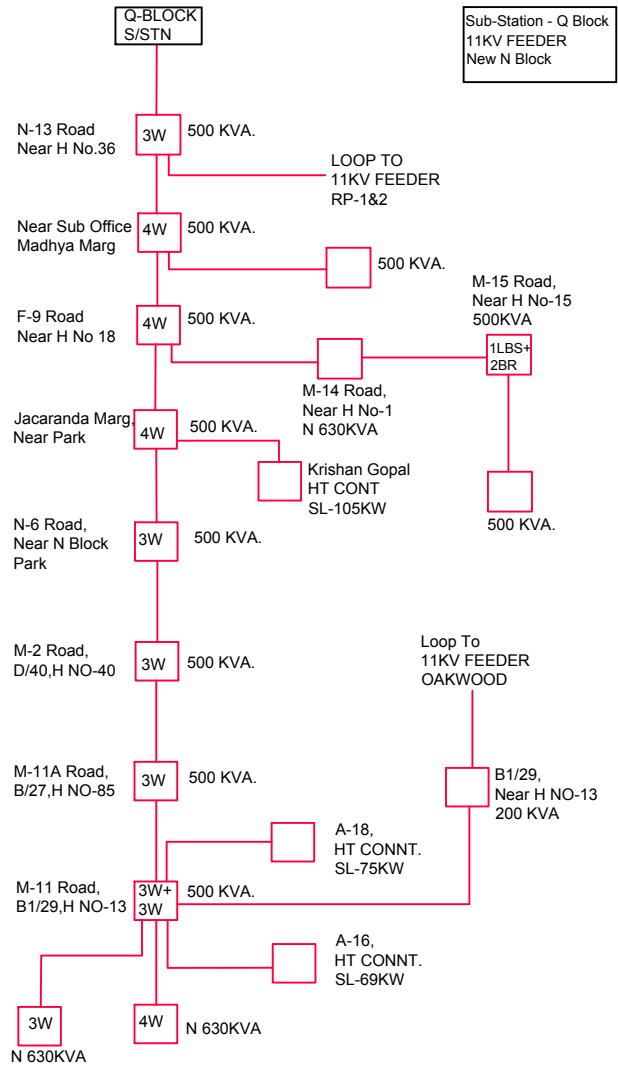 Q-BLOCK
S/STN
Sub-Station - Q Block
11KV FEEDER
New N Block
N-13 Road
Near H No.36
3W
500 KVA.
LOOP TO
11KV FEEDER
RP-1&2
Near Sub Office
Madhya Marg
4W
500 KVA.
500 KVA.
M-15 Road,
Near H No-15
500KVA
1LBS+
2BR
F-9 Road
Near H No 18
4W
500 KVA.
M-14 Road,
Near H No-1
N 630KVA
Jacaranda Marg,
Near Park
4W
500 KVA.
Krishan Gopal
HT CONT
SL-105KW
500 KVA.
N-6 Road,
Near N Block
Park
3W
500 KVA.
M-2 Road,
D/40,H NO-40
3W
500 KVA.
Loop To
11KV FEEDER
OAKWOOD
M-11A Road,
B/27,H NO-85
3W
500 KVA.
B1/29,
Near H NO-13
200 KVA
A-18,
HT CONNT.
SL-75KW
M-11 Road,
B1/29,H NO-13
3W+
3W
500 KVA.
A-16,
HT CONNT.
SL-69KW
3W
N 630KVA
4W
N 630KVA